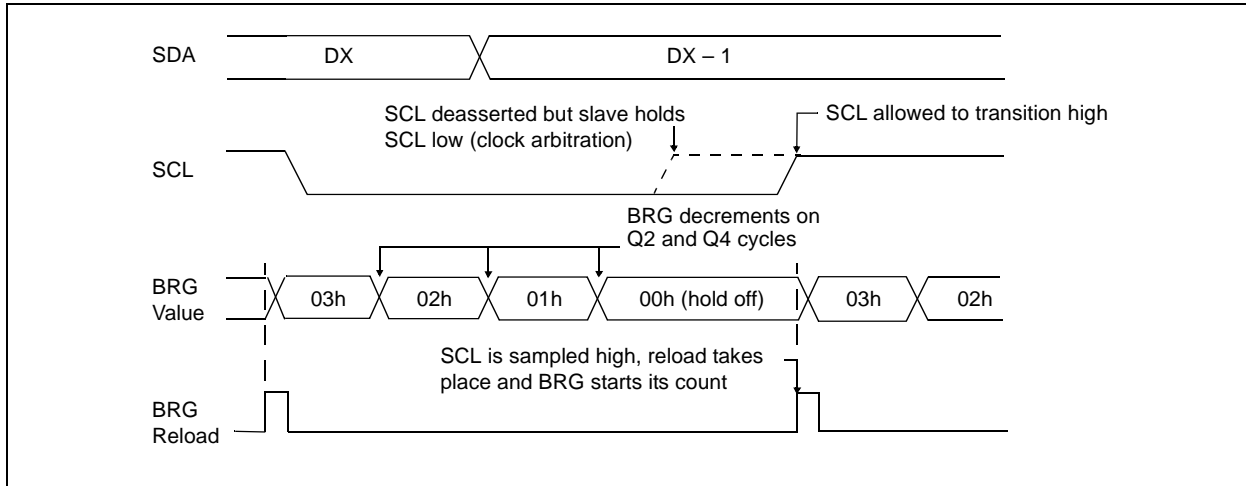 SDA
DX
DX – 1
SCL deasserted but slave holds
SCL low (clock arbitration)
SCL allowed to transition high
SCL
BRG decrements on
Q2 and Q4 cycles
BRG
Value
03h
02h
01h
00h (hold off)
03h
02h
SCL is sampled high, reload takes
place and BRG starts its count
BRG
Reload